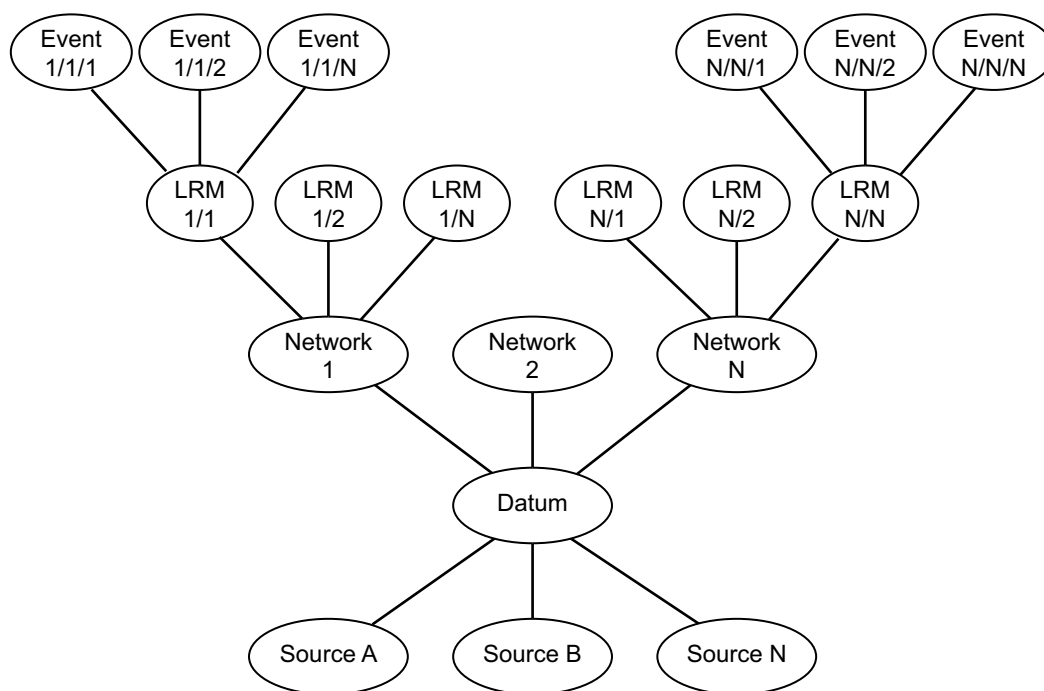 Event
1/1/1
Event
1/1/2
Event
1/1/N
Event
N/N/1
Event
N/N/2
Event
N/N/N
LRM
1/1
LRM
1/2
LRM
1/N
LRM
N/1
LRM
N/2
LRM
N/N
Network
1
Network
2
Network
N
Datum
Source A
Source B
Source N